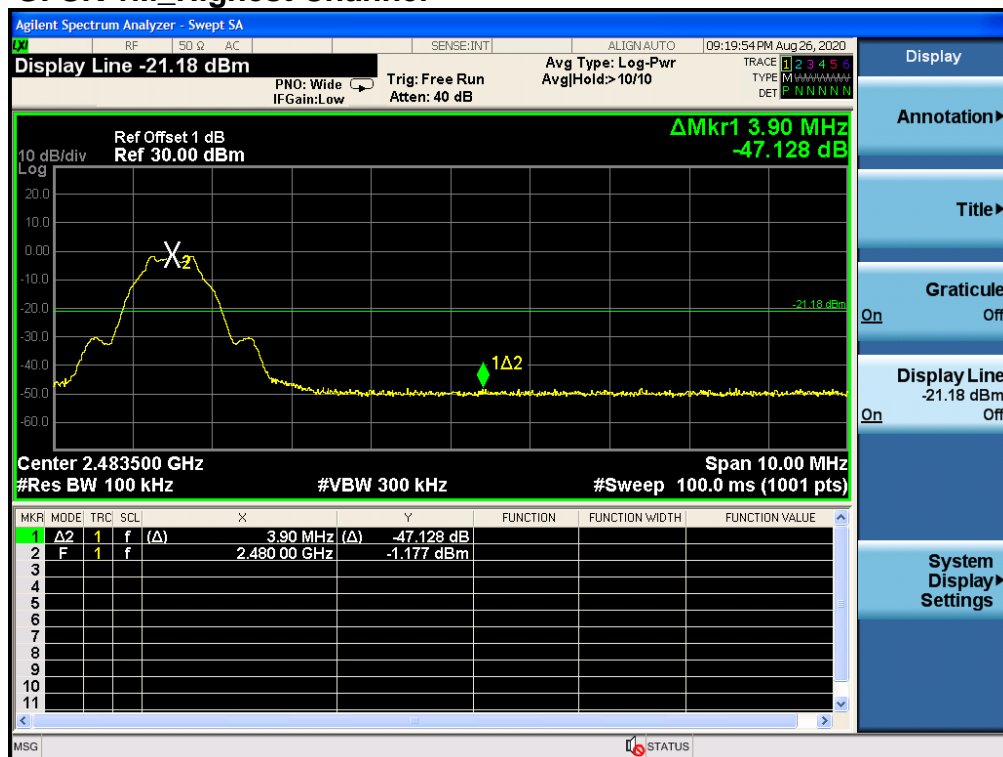 Agilent Spectrum Analyzer - Swept SA
LXI RF 50 Ω AC SENSE:INT ALIGN AUTO 09:19:54 PM Aug 26, 2020
Display Line -21.18 dBm
PNO: Wide
IFGain:Low
Trig: Free Run
Atten: 40 dB
Avg Type: Log-Pwr
Avg|Hold:>10/10
TRACE 1 2 3 4 5 6
TYPE M WWWWW
DET P N N N N N
Display
Annotation
Title
Graticule
On Off
Display Line
-21.18 dBm
On Off
System
Display
Settings
ΔMkr1 3.90 MHz
-47.128 dB
Ref Offset 1 dB
10 dB/div Ref 30.00 dBm
Log
20.0
10.0
0.00
-10.0
-20.0
-30.0
-40.0
-50.0
-60.0
X2
-21.18 dBm
1Δ2
Center 2.483500 GHz Span 10.00 MHz
#Res BW 100 kHz #VBW 300 kHz #Sweep 100.0 ms (1001 pts)
MKR MODE TRC SCL X Y FUNCTION FUNCTION WIDTH FUNCTION VALUE
1 Δ2 1 f (Δ) 3.90 MHz (Δ) -47.128 dB
2 F 1 f 2.480 00 GHz -1.177 dBm
3
4
5
6
7
8
9
10
11
MSG STATUS